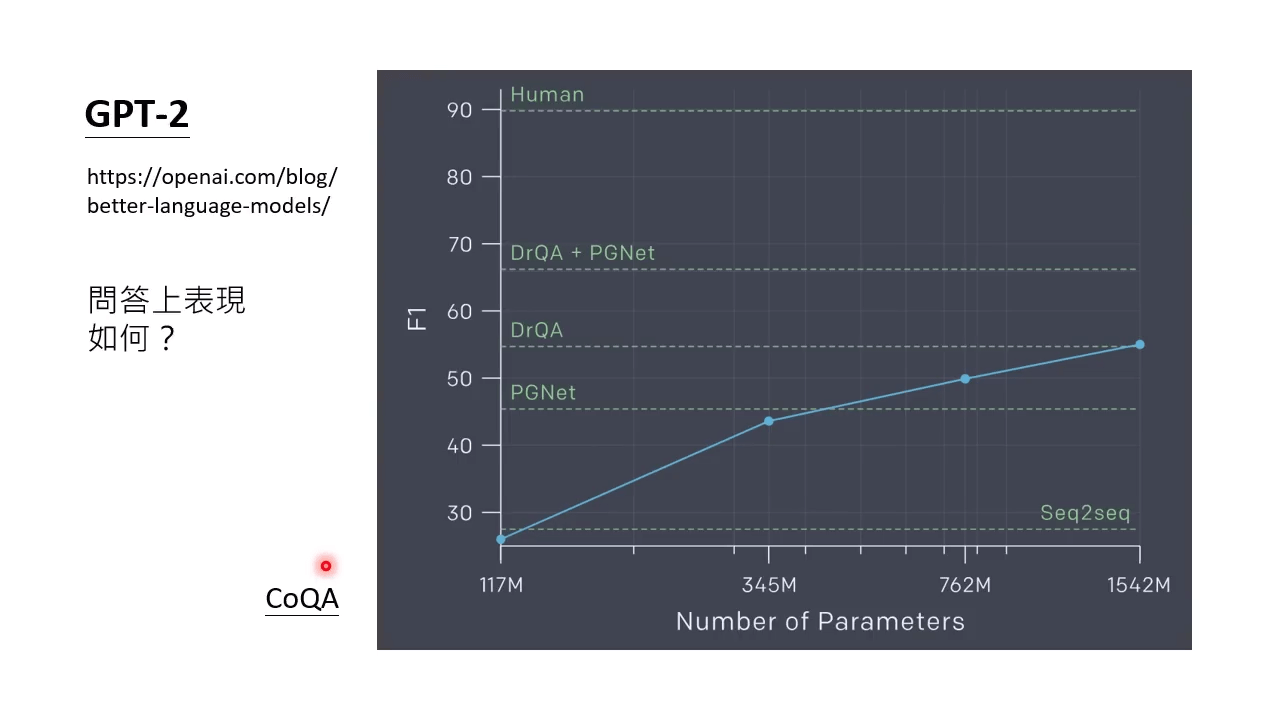 GPT-2
https://openai.com/blog/
better-language-models/
問答上表現
如何？
CoQA
Human
DrQA + PGNet
DrQA
PGNet
Seq2seq
F1
90
80
70
60
50
40
30
117M
345M
762M
1542M
Number of Parameters